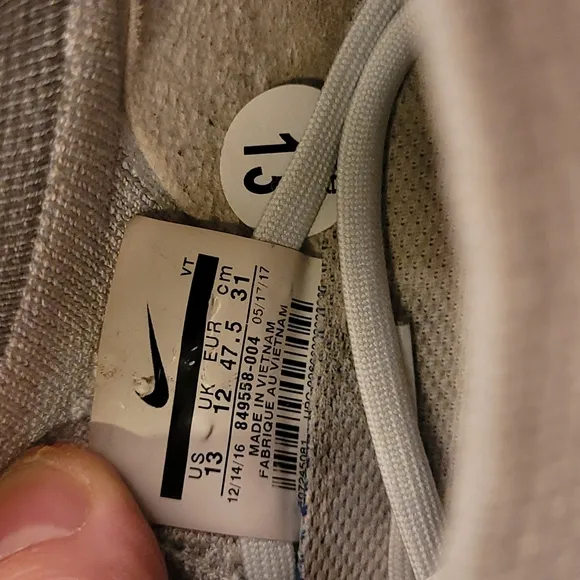 13
VT
US UK EUR cm
13 12 47.5 31
12/14/16 849558-004 05/17/17
MADE IN VIETNAM
FABRIQUE AU VIETNAM